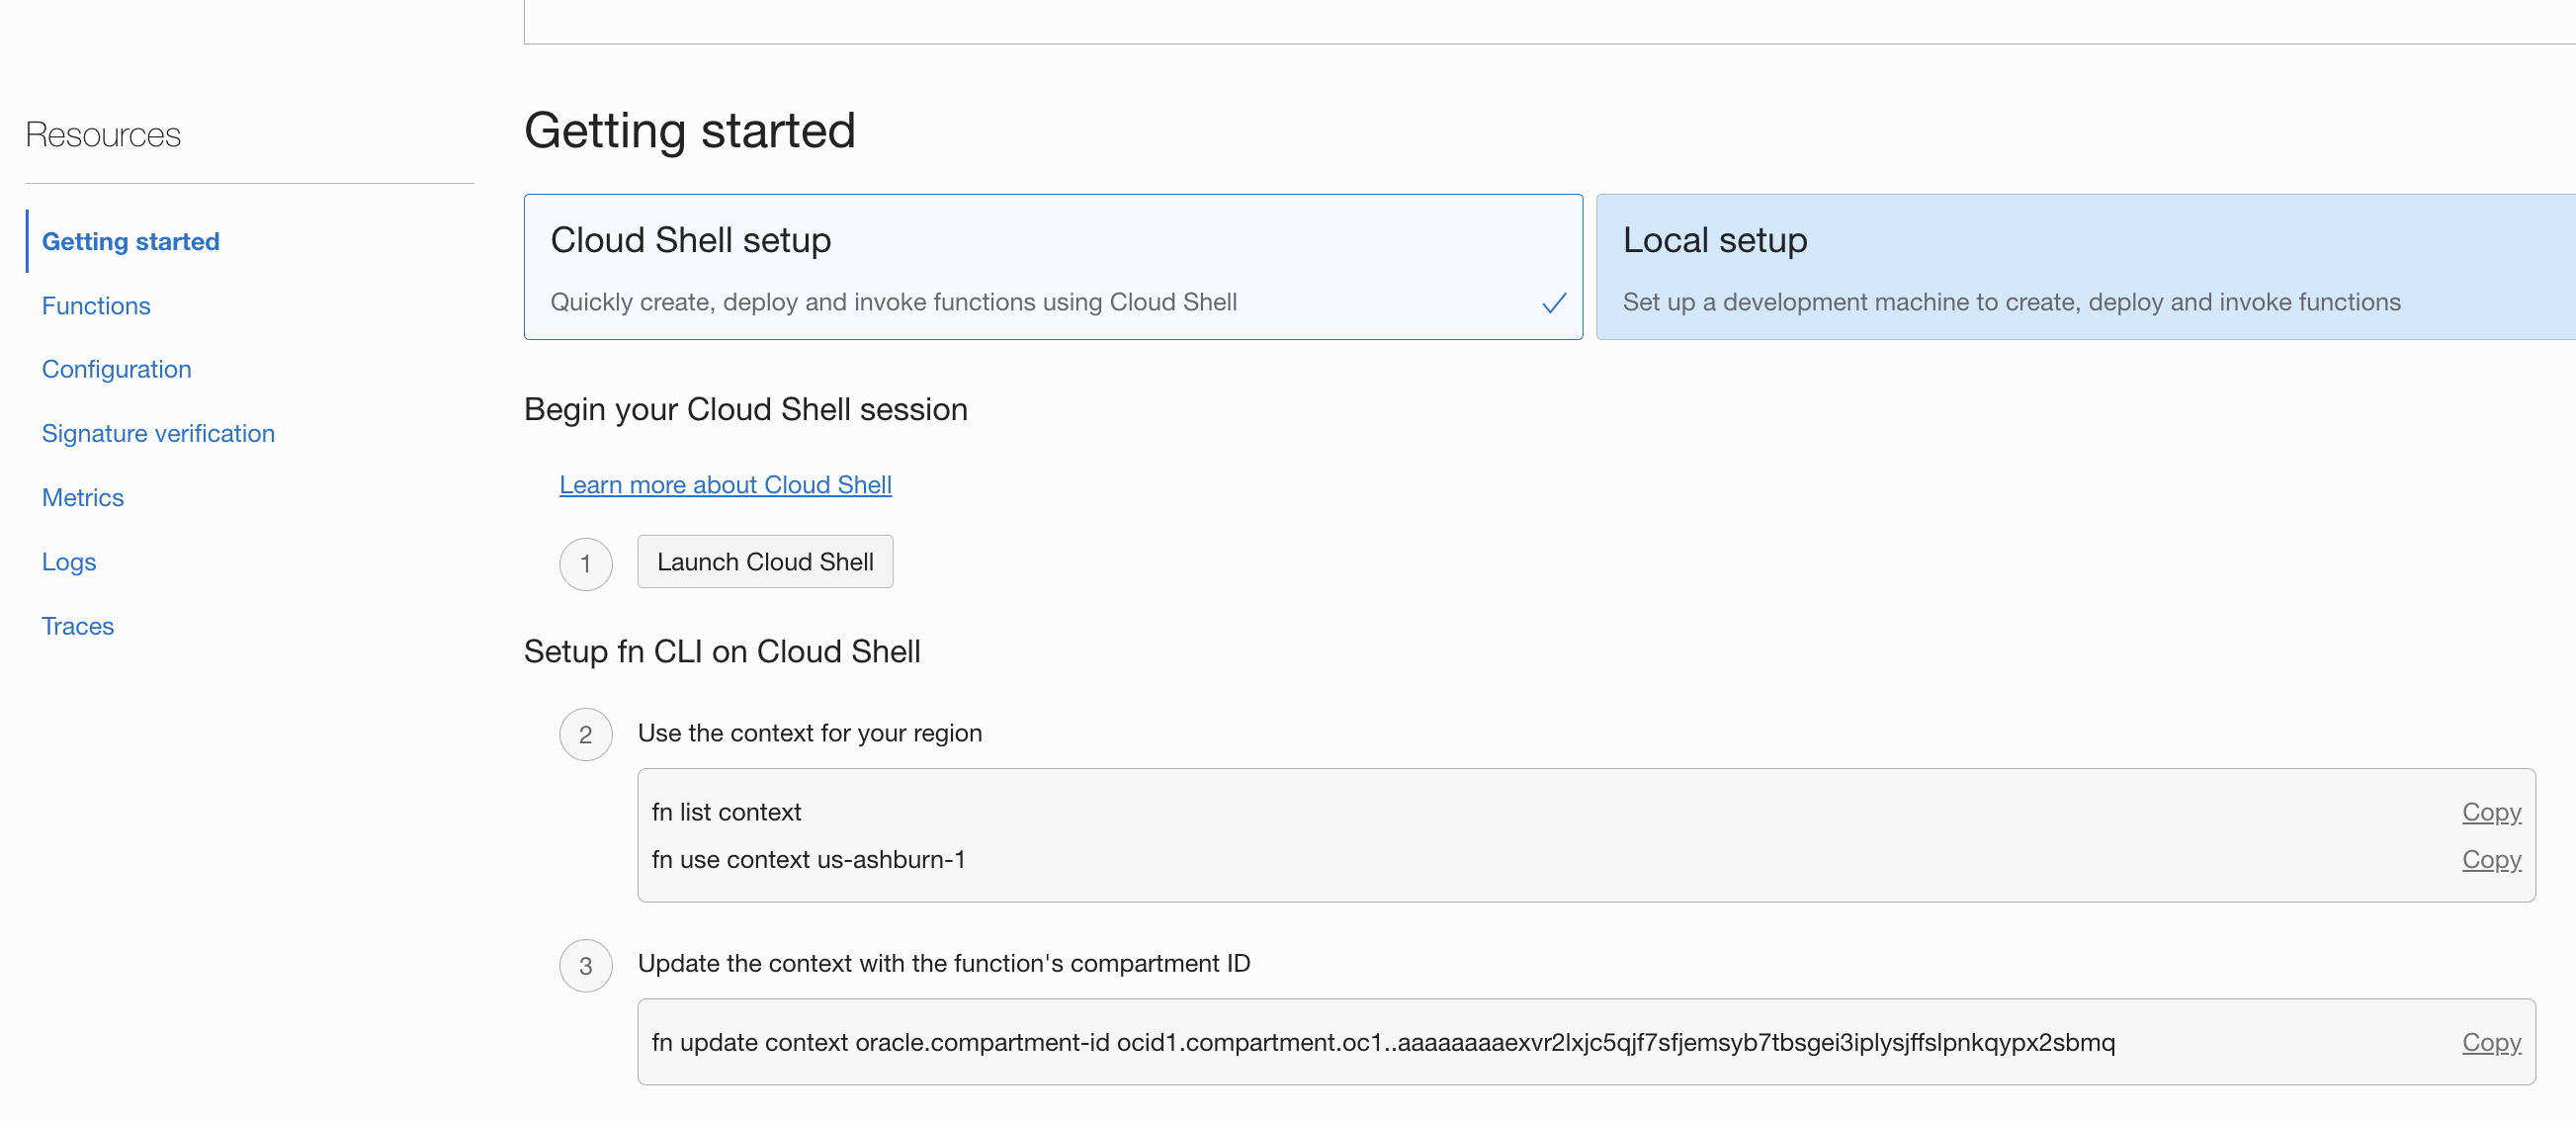 Resources
Getting started
Functions
Configuration
Signature verification
Metrics
Logs
Traces
Getting started
Cloud Shell setup
Quickly create, deploy and invoke functions using Cloud Shell
Local setup
Set up a development machine to create, deploy and invoke functions
Begin your Cloud Shell session
Learn more about Cloud Shell
1 Launch Cloud Shell
Setup fn CLI on Cloud Shell
2 Use the context for your region
fn list context Copy
fn use context us-ashburn-1 Copy
3 Update the context with the function's compartment ID
fn update context oracle.compartment-id ocid1.compartment.oc1..aaaaaaaaexvr2lxjc5qjf7sfjemsyb7tbsgei3iplysjffslpnkqypx2sbmq Copy